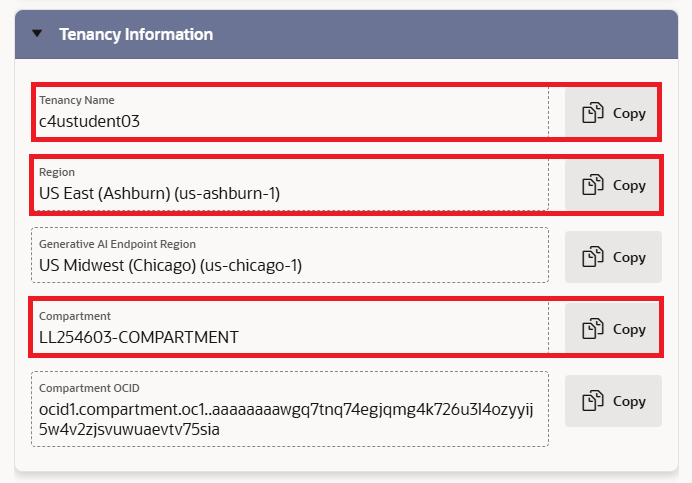 Tenancy Information
Tenancy Name
c4ustudent03
Copy
Region
US East (Ashburn) (us-ashburn-1)
Copy
Generative AI Endpoint Region
US Midwest (Chicago) (us-chicago-1)
Copy
Compartment
LL254603-COMPARTMENT
Copy
Compartment OCID
ocid1.compartment.oc1..aaaaaaaawgq7tnq74egjqmg4k726u3l4ozyyij
5w4v2zjsvuwuaevtv75sia
Copy